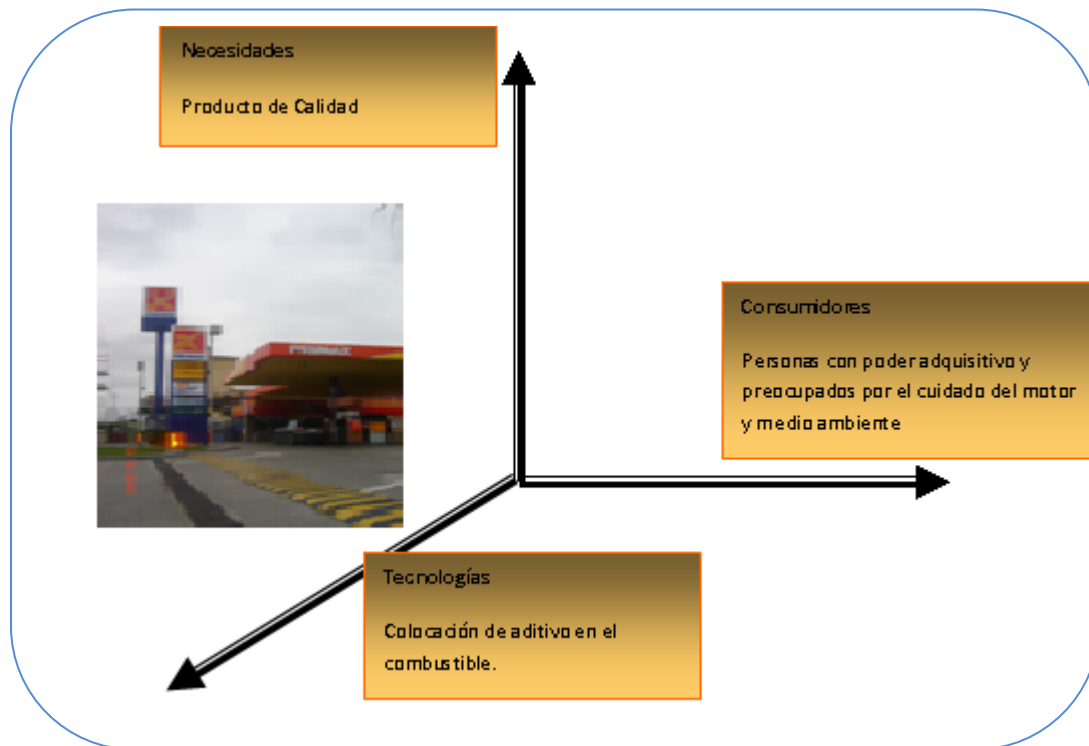 Necesidades
Producto de Calidad
PRIMAX
Consumidores
Personas con poder adquisitivo y
preocupados por el cuidado del motor
y medio ambiente
Tecnologías
Colocación de aditivo en el
combustible.